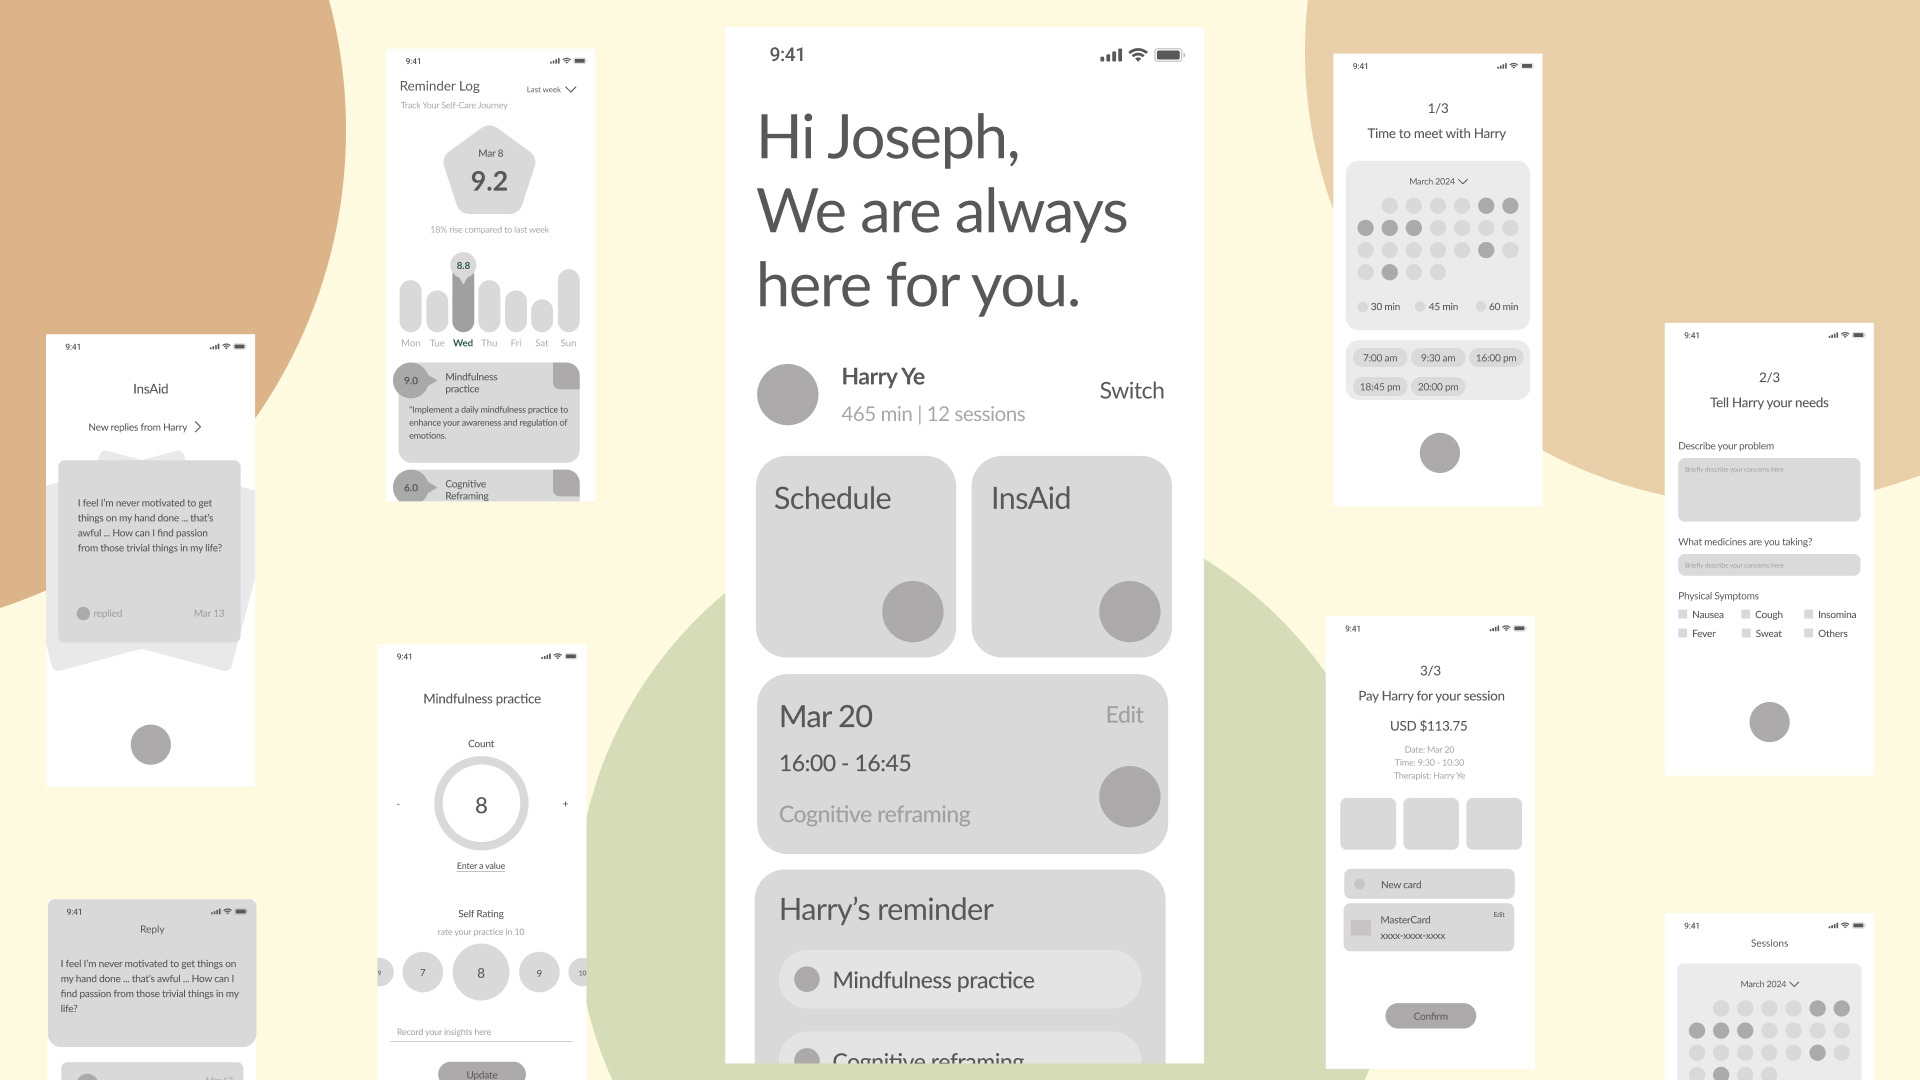 9:41
InsAid
New replies from Harry
I feel I'm never motivated to get
things on my hand done ... that's
awful ... How can I find passion
from those trivial things in my life?
replied Mar 13
9:41
Reply
I feel I'm never motivated to get things on
my hand done ... that's awful ... How can I
find passion from those trivial things in my
life?
9:41
Reminder Log
Last week
Track Your Self-Care Journey
Mar 8
9.2
18% rise compared to last week
8.8
Mon Tue Wed Thu Fri Sat Sun
9.0
Mindfulness
practice
"Implement a daily mindfulness practice to
enhance your awareness and regulation of
emotions.
6.0
Cognitive
Reframing
9:41
Mindfulness practice
Count
- 8 +
Enter a value
Self Rating
rate your practice in 10
9 7 8 9 10
Record your insights here
Update
9:41
Hi Joseph,
We are always
here for you.
Harry Ye
465 min | 12 sessions
Switch
Schedule InsAid
Mar 20 Edit
16:00 - 16:45
Cognitive reframing
Harry's reminder
Mindfulness practice
Cognitive reframing
9:41
1/3
Time to meet with Harry
March 2024
30 min 45 min 60 min
7:00 am 9:30 am 16:00 pm
18:45 pm 20:00 pm
9:41
3/3
Pay Harry for your session
USD $113.75
Date: Mar 20
Time: 9:30 - 10:30
Therapist: Harry Ye
New card
MasterCard Edit
xxxx-xxxx-xxxx
Confirm
9:41
2/3
Tell Harry your needs
Describe your problem
Briefly describe your concerns here
What medicines are you taking?
Briefly describe your concerns here
Physical Symptoms
Nausea Cough Insomina
Fever Sweat Others
9:41
Sessions
March 2024